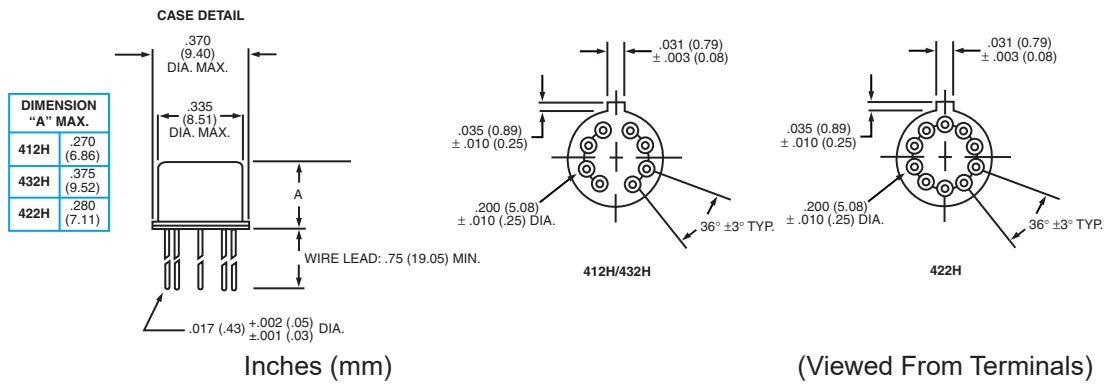 CASE DETAIL
.370
(9.40)
DIA. MAX.
.335
(8.51)
DIA. MAX.
DIMENSION
“A” MAX.
412H .270
(6.86)
432H .375
(9.52)
422H .280
(7.11)
A
WIRE LEAD: .75 (19.05) MIN.
.017 (.43) +.002 (.05)
±.001 (.03) DIA.
Inches (mm)
.031 (0.79)
± .003 (0.08)
.035 (0.89)
± .010 (0.25)
.200 (5.08)
± .010 (.25) DIA.
36° ±3° TYP.
412H/432H
.031 (0.79)
± .003 (0.08)
.035 (0.89)
± .010 (0.25)
.200 (5.08)
± .010 (.25) DIA.
36° ±3° TYP.
422H
(Viewed From Terminals)